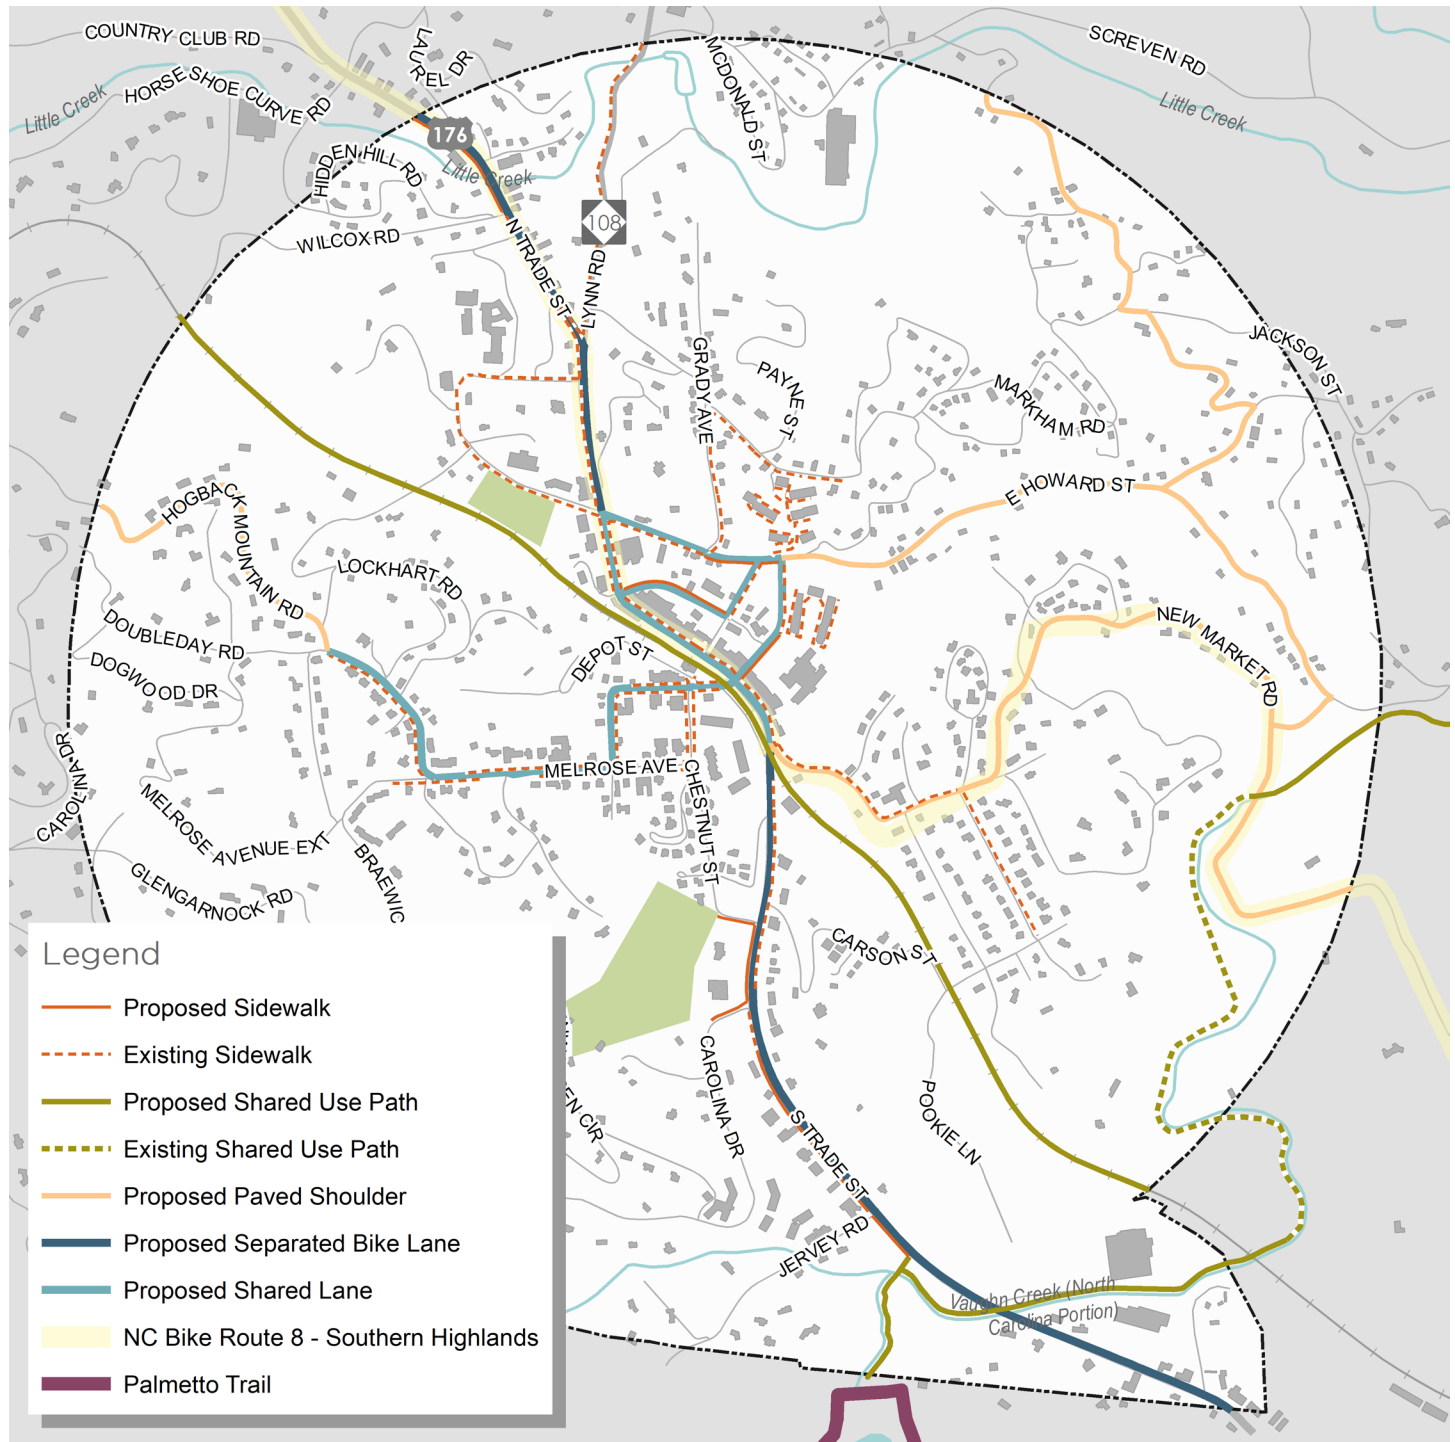 COUNTRY CLUB RD
LAUREL DR
MCDONALD ST
SCREVEN RD
HORSE SHOE CURVE RD
Little Creek
Little Creek
176
HIDDEN HILL RD
Little Creek
108
WILCOX RD
N TRADE ST
LYNN RD
GRADY AVE
PAYNE ST
MARKHAM RD
JACKSON ST
E HOWARD ST
HOGBACK MOUNTAIN RD
LOCKHART RD
DOUBLEDAY RD
DOGWOOD DR
DEPOT ST
NEW MARKET RD
CAROLINA DR
MELROSE AVE
CHESTNUT ST
MELROSE AVENUE EXT
BRAEWIC
GLENGARNOCK RD
CARSON ST
CAROLINA DR
EN CIR
POOKIE LN
S TRADE ST
JERVEY RD
Vaughn Creek (North
Carolina Portion)
Legend
Proposed Sidewalk
Existing Sidewalk
Proposed Shared Use Path
Existing Shared Use Path
Proposed Paved Shoulder
Proposed Separated Bike Lane
Proposed Shared Lane
NC Bike Route 8 - Southern Highlands
Palmetto Trail